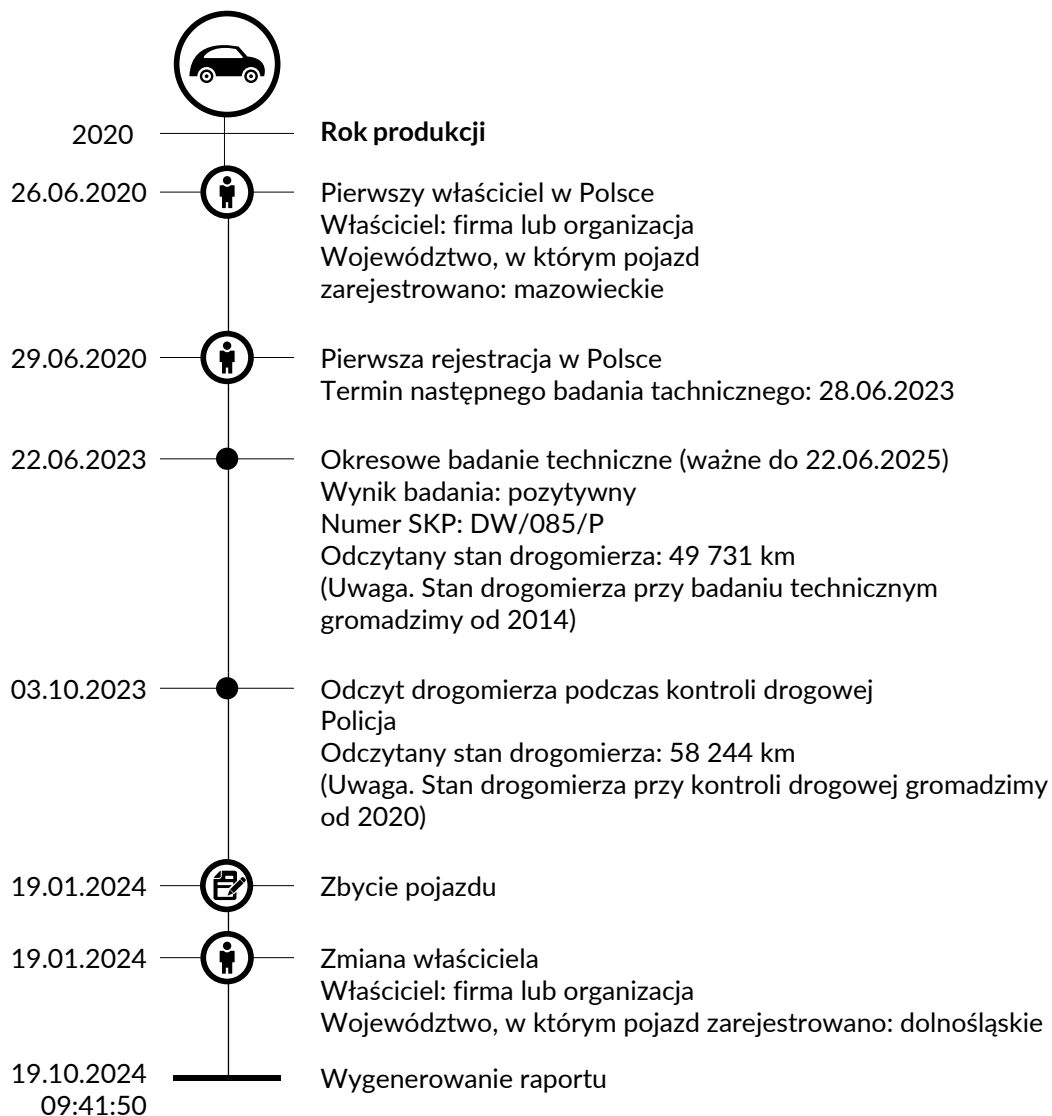 2020
Rok produkcji
26.06.2020
Pierwszy właściciel w Polsce
Właściciel: firma lub organizacja
Województwo, w którym pojazd
zarejestrowano: mazowieckie
29.06.2020
Pierwsza rejestracja w Polsce
Termin następnego badania tachnicznego: 28.06.2023
22.06.2023
Okresowe badanie techniczne (ważne do 22.06.2025)
Wynik badania: pozytywny
Numer SKP: DW/085/P
Odczytany stan drogomierza: 49 731 km
(Uwaga. Stan drogomierza przy badaniu technicznym
gromadzimy od 2014)
03.10.2023
Odczyt drogomierza podczas kontroli drogowej
Policja
Odczytany stan drogomierza: 58 244 km
(Uwaga. Stan drogomierza przy kontroli drogowej gromadzimy
od 2020)
19.01.2024
Zbycie pojazdu
19.01.2024
Zmiana właściciela
Właściciel: firma lub organizacja
Województwo, w którym pojazd zarejestrowano: dolnośląskie
19.10.2024
09:41:50
Wygenerowanie raportu